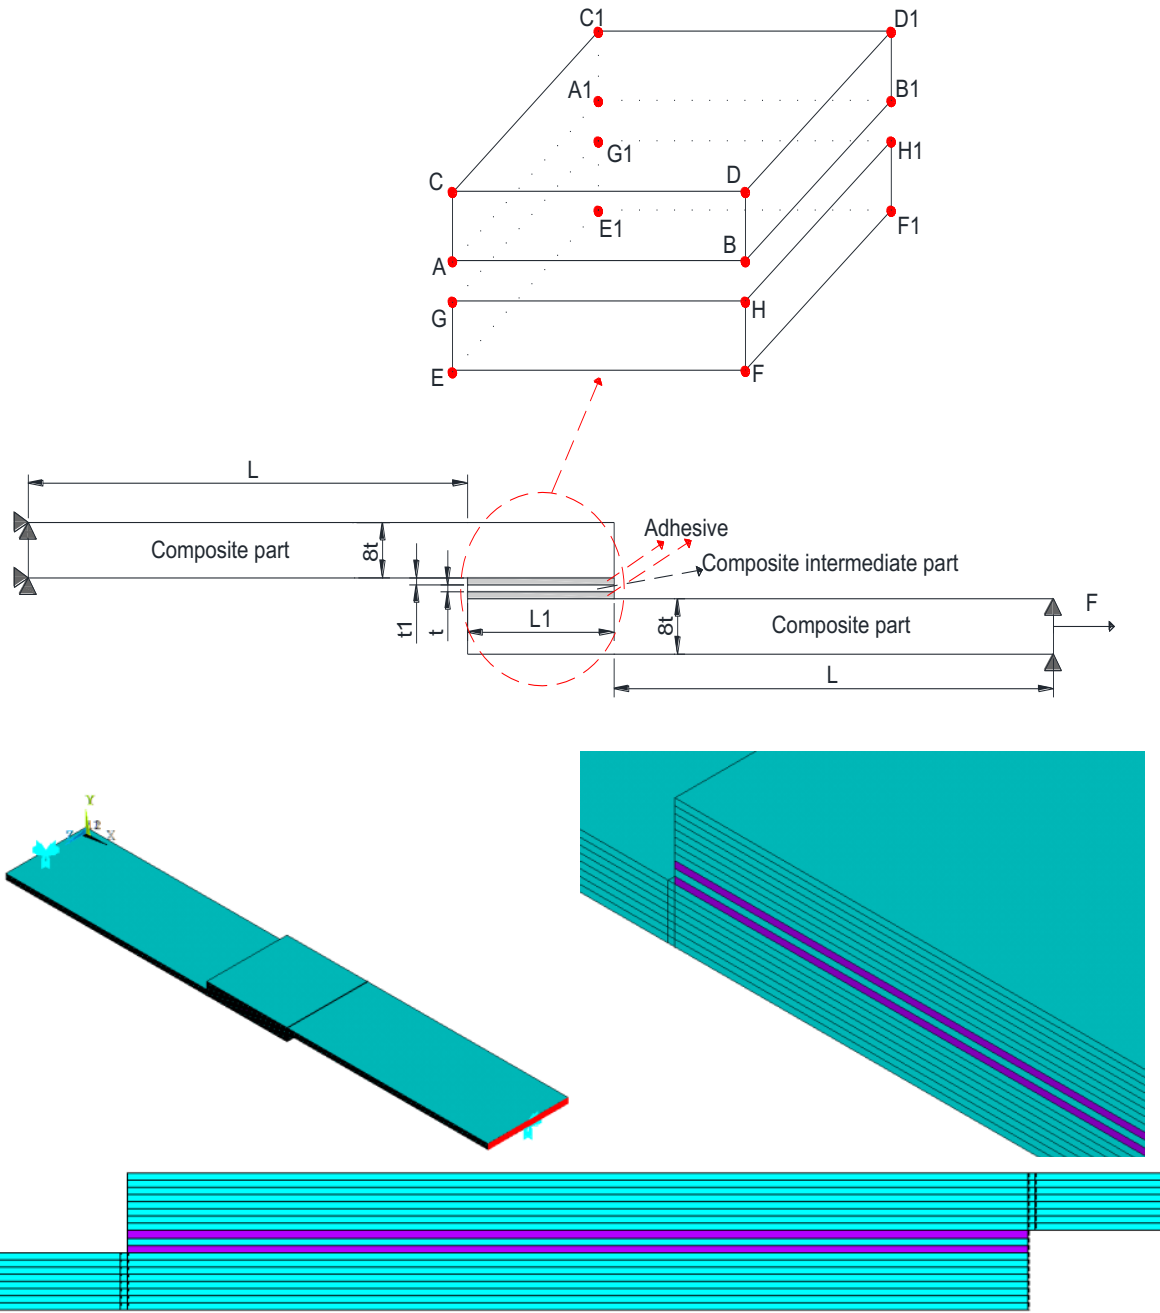 C1
D1
A1
B1
G1
H1
C
D
E1
F1
A
B
G
H
E
F
L
Adhesive
Composite part
8t
Composite intermediate part
t1
t
L1
8t
Composite part
F
L
Y
Z
X